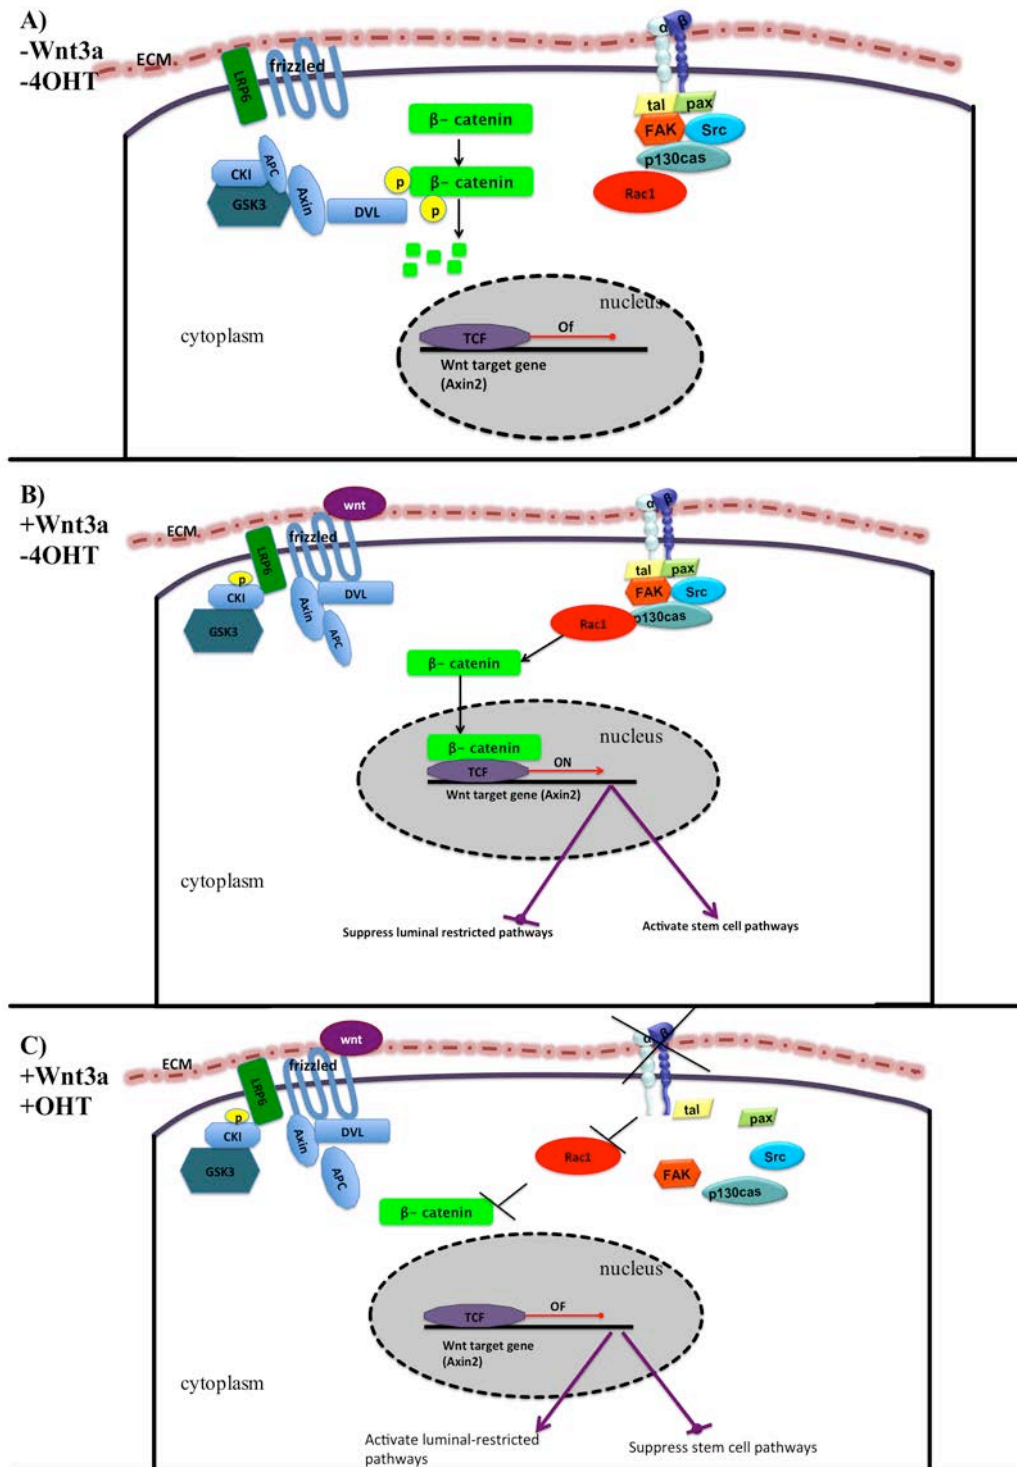 A)
-Wnt3a
-4OHT
ECM
LRP6
frizzled
α
β
tal
pax
FAK
Src
p130cas
Rac1
β- catenin
p
β- catenin
p
CKI
APC
GSK3
Axin
DVL
nucleus
TCF
Of
Wnt target gene
(Axin2)
cytoplasm
B)
+Wnt3a
-4OHT
ECM
wnt
LRP6
frizzled
α
β
tal
pax
FAK
Src
p130cas
Rac1
p
CKI
GSK3
Axin
DVL
APC
β- catenin
nucleus
β- catenin
TCF
ON
Wnt target gene (Axin2)
cytoplasm
Suppress luminal restricted pathways
Activate stem cell pathways
C)
+Wnt3a
+OHT
ECM
wnt
LRP6
frizzled
α
β
tal
pax
Src
FAK
p130cas
Rac1
p
CKI
GSK3
Axin
DVL
APC
β- catenin
nucleus
TCF
OF
Wnt target gene
(Axin2)
cytoplasm
Activate luminal-restricted
pathways
Suppress stem cell pathways